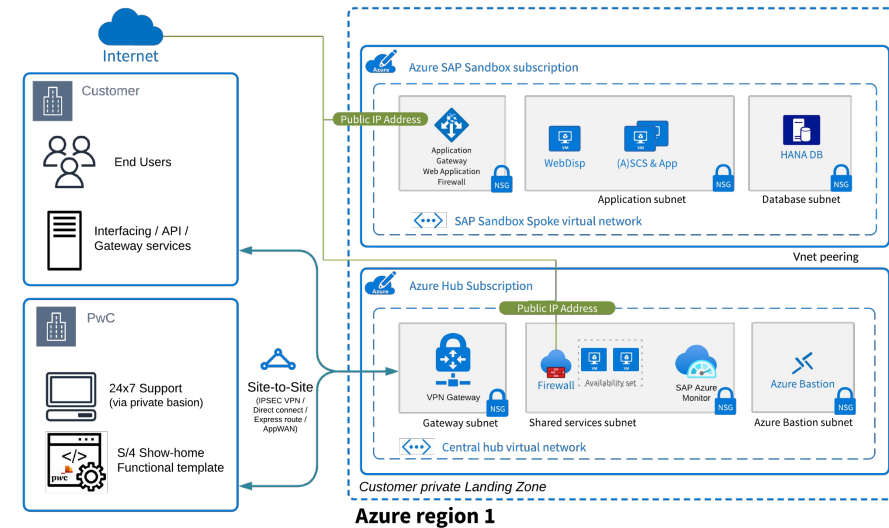 Internet
Customer
End Users
Interfacing / API /
Gateway services
PwC
24x7 Support
(via private basion)
</>
pwc
S/4 Show-home
Functional template
Site-to-Site
(IPSEC VPN /
Direct connect /
Express route /
AppWAN)
Azure
Azure SAP Sandbox subscription
Public IP Address
Application
Gateway
Web Application
Firewall
NSG
VM
WebDisp
VM
(A)SCS & App
NSG
Application subnet
HANA DB
NSG
Database subnet
SAP Sandbox Spoke virtual network
Vnet peering
Azure
Azure Hub Subscription
Public IP Address
VPN Gateway
NSG
Gateway subnet
Firewall
VM
VM
Availability set
SAP Azure
Monitor
NSG
Shared services subnet
Azure Bastion
NSG
Azure Bastion subnet
Central hub virtual network
Customer private Landing Zone
Azure region 1